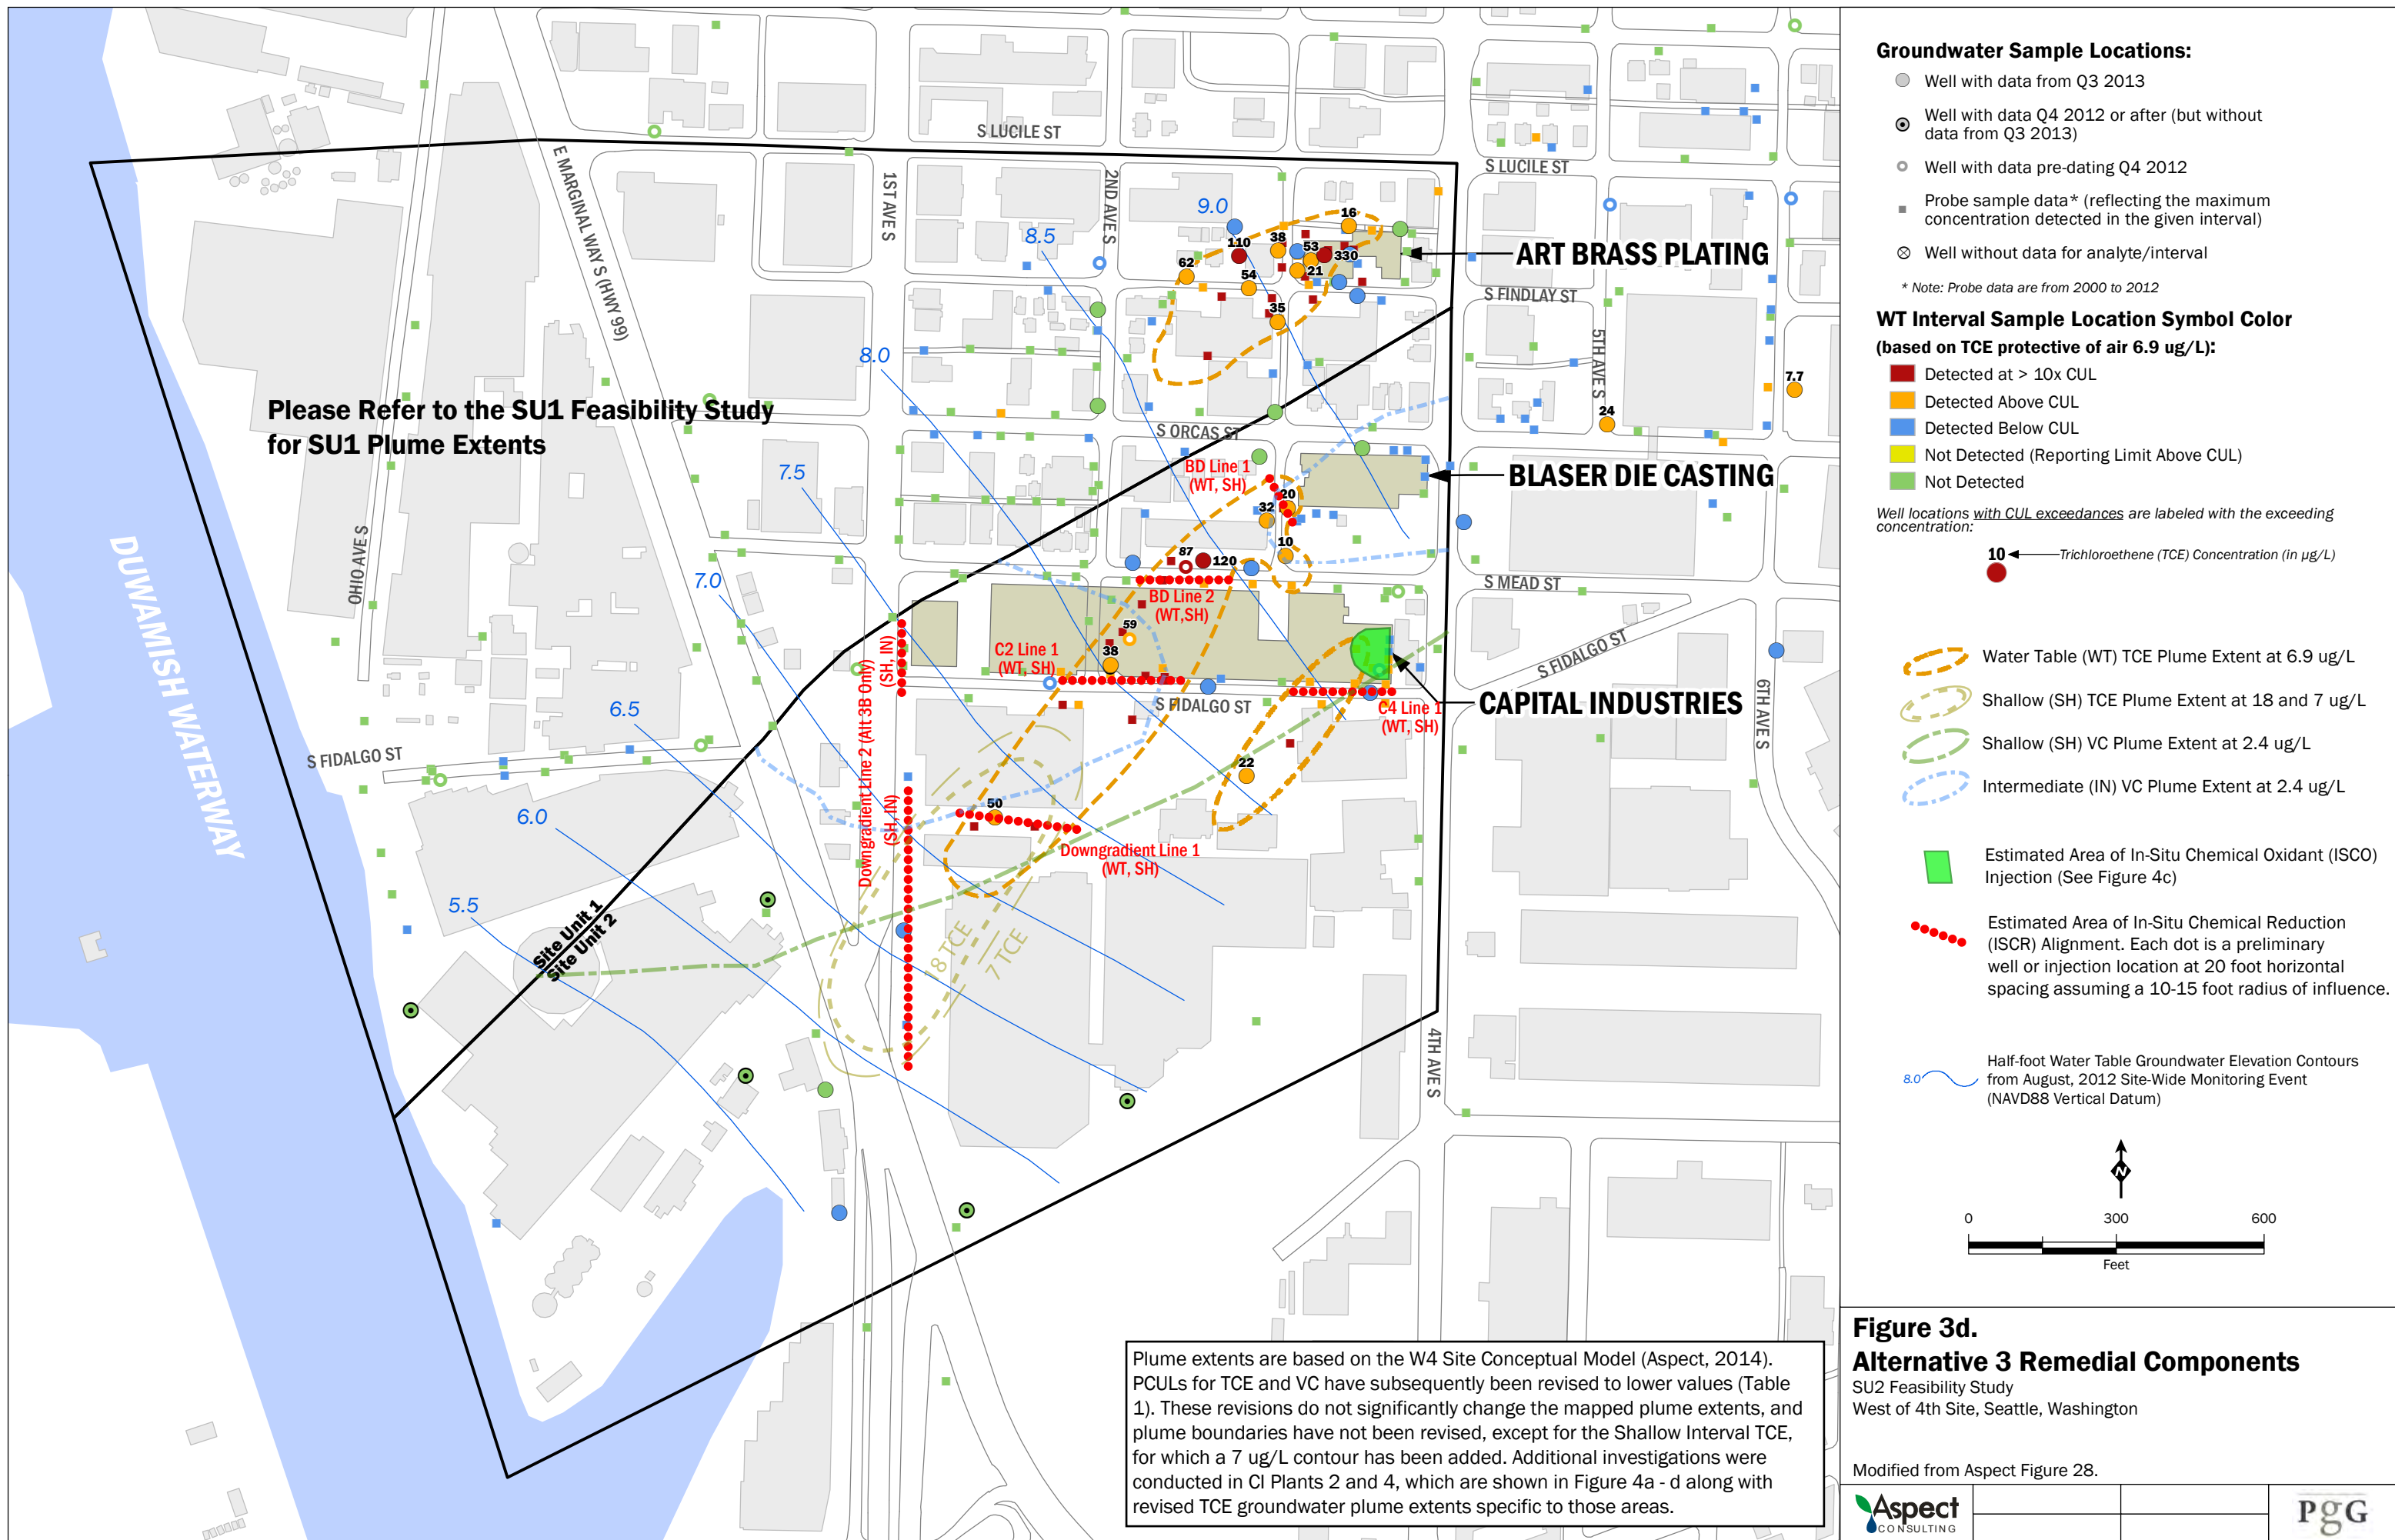 S LUCILE ST
S LUCILE ST
E MARGINAL WAY S (HWY 99)
1ST AVE S
2ND AVE S
9.0
8.5
16
110
38
53
330
62
54
21
35
ART BRASS PLATING
S FINDLAY ST
5TH AVE S
7.7
24
8.0
Please Refer to the SU1 Feasibility Study
for SU1 Plume Extents
S ORCAS ST
7.5
BD Line 1
(WT, SH)
20
32
10
BLASER DIE CASTING
OHIO AVE S
DUWAMISH WATERWAY
7.0
87
120
S MEAD ST
BD Line 2
(WT,SH)
59
38
C2 Line 1
(WT, SH)
(SH, IN)
Downgradient Line 2 (Alt 3B Only)
(SH, IN)
S FIDALGO ST
S FIDALGO ST
S FIDALGO ST
C4 Line 1
(WT, SH)
CAPITAL INDUSTRIES
6TH AVE S
6.5
22
50
6.0
Downgradient Line 1
(WT, SH)
5.5
Site Unit 1
Site Unit 2
18 TCE
7 TCE
4TH AVE S
Plume extents are based on the W4 Site Conceptual Model (Aspect, 2014).
PCULs for TCE and VC have subsequently been revised to lower values (Table
1). These revisions do not significantly change the mapped plume extents, and
plume boundaries have not been revised, except for the Shallow Interval TCE,
for which a 7 ug/L contour has been added. Additional investigations were
conducted in CI Plants 2 and 4, which are shown in Figure 4a - d along with
revised TCE groundwater plume extents specific to those areas.
Groundwater Sample Locations:
Well with data from Q3 2013
Well with data Q4 2012 or after (but without
data from Q3 2013)
Well with data pre-dating Q4 2012
Probe sample data* (reflecting the maximum
concentration detected in the given interval)
Well without data for analyte/interval
* Note: Probe data are from 2000 to 2012
WT Interval Sample Location Symbol Color
(based on TCE protective of air 6.9 ug/L):
Detected at > 10x CUL
Detected Above CUL
Detected Below CUL
Not Detected (Reporting Limit Above CUL)
Not Detected
Well locations with CUL exceedances are labeled with the exceeding
concentration:
10 Trichloroethene (TCE) Concentration (in µg/L)
Water Table (WT) TCE Plume Extent at 6.9 ug/L
Shallow (SH) TCE Plume Extent at 18 and 7 ug/L
Shallow (SH) VC Plume Extent at 2.4 ug/L
Intermediate (IN) VC Plume Extent at 2.4 ug/L
Estimated Area of In-Situ Chemical Oxidant (ISCO)
Injection (See Figure 4c)
Estimated Area of In-Situ Chemical Reduction
(ISCR) Alignment. Each dot is a preliminary
well or injection location at 20 foot horizontal
spacing assuming a 10-15 foot radius of influence.
8.0
Half-foot Water Table Groundwater Elevation Contours
from August, 2012 Site-Wide Monitoring Event
(NAVD88 Vertical Datum)
N
0 300 600
Feet
Figure 3d.
Alternative 3 Remedial Components
SU2 Feasibility Study
West of 4th Site, Seattle, Washington
Modified from Aspect Figure 28.
Aspect
CONSULTING
PgG